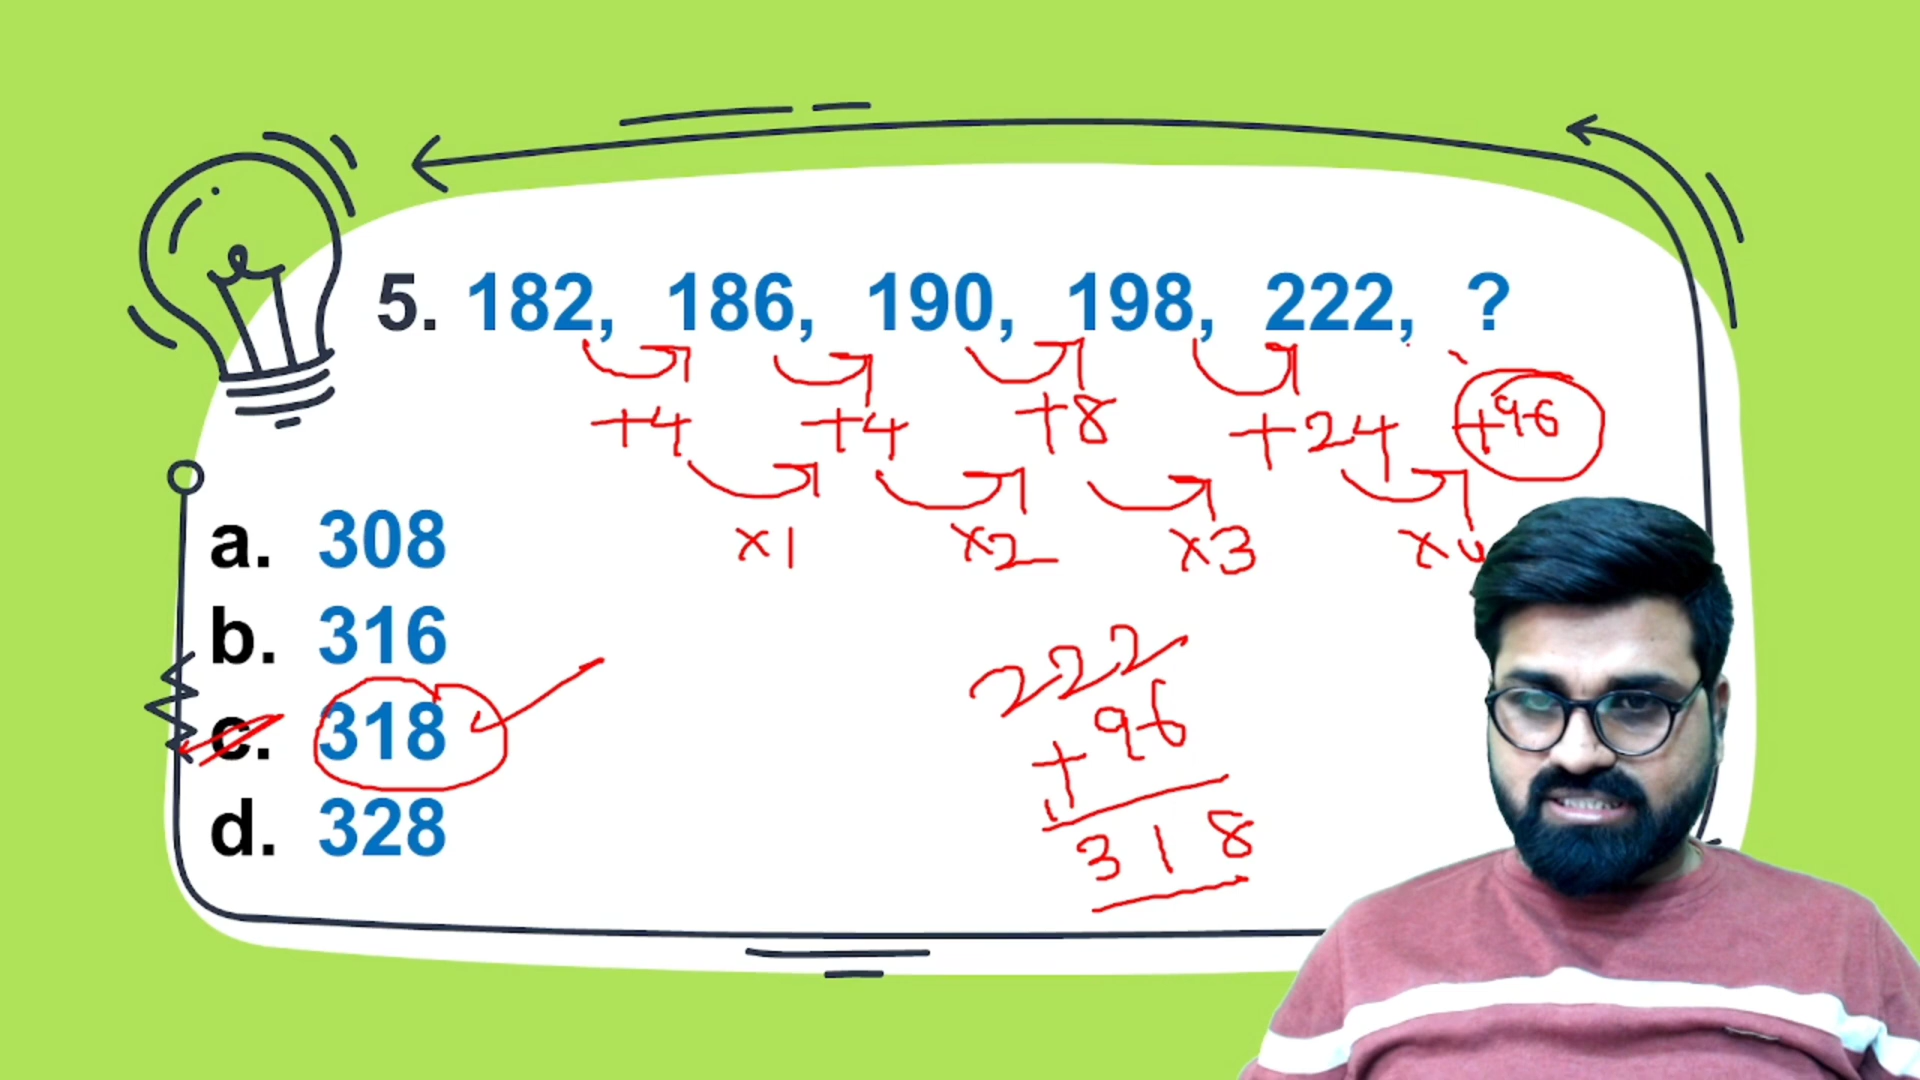 5. 182, 186, 190, 198, 222, ?
+4 +4 +8 +24 +96
×1 ×2 ×3 ×4
a. 308
b. 316
c. 318
d. 328
222
+96
318